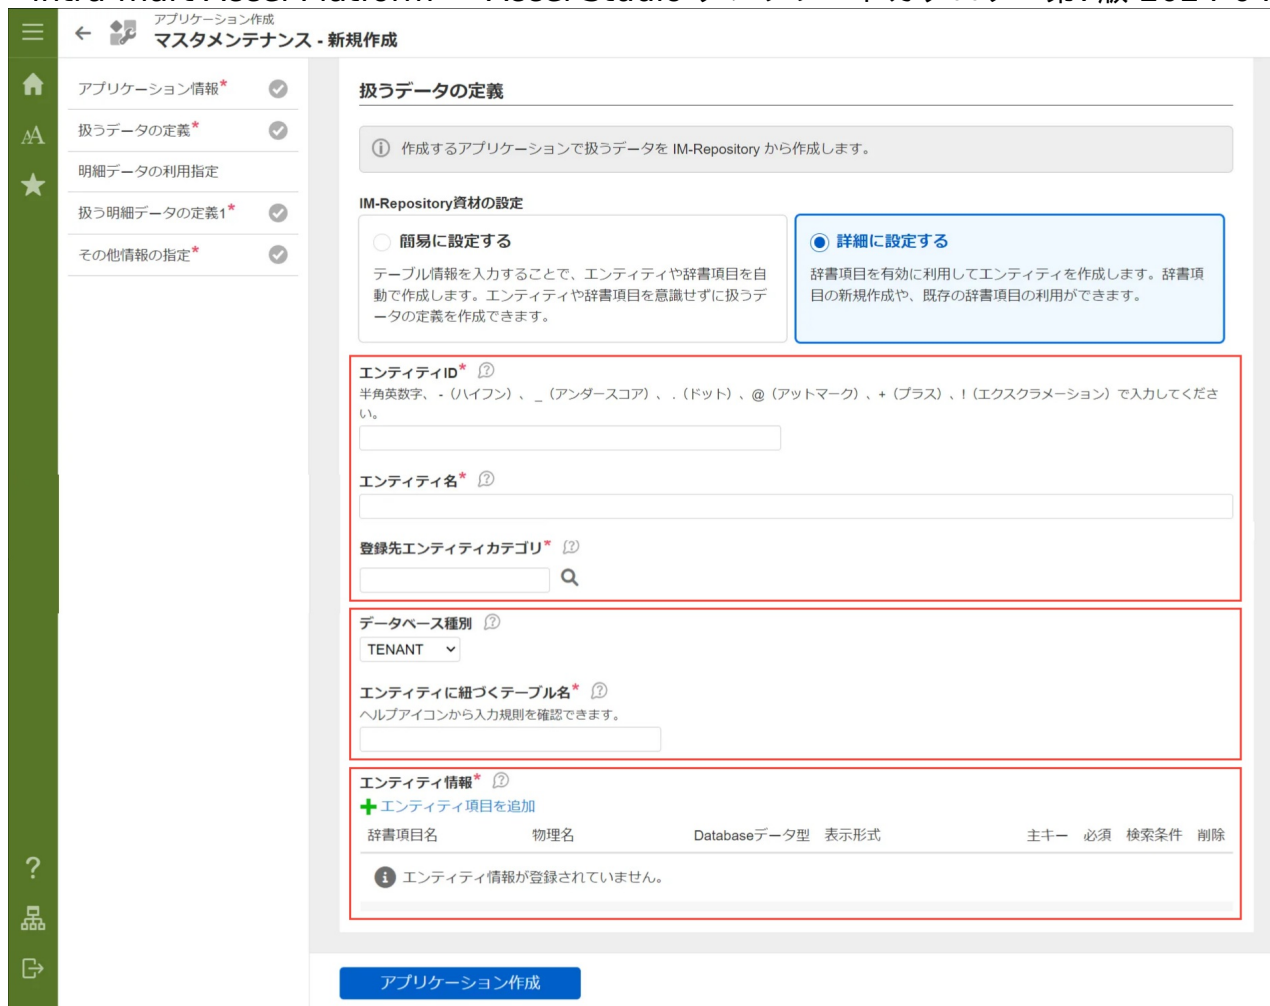 アプリケーション作成
マスタメンテナンス - 新規作成
アプリケーション情報*
扱うデータの定義*
明細データの利用指定
扱う明細データの定義1*
その他情報の指定*
扱うデータの定義
作成するアプリケーションで扱うデータを IM-Repository から作成します。
IM-Repository資材の設定
簡易に設定する
テーブル情報を入力することで、エンティティや辞書項目を自
動で作成します。エンティティや辞書項目を意識せずに扱うデ
ータの定義を作成できます。
詳細に設定する
辞書項目を有効に利用してエンティティを作成します。辞書項
目の新規作成や、既存の辞書項目の利用ができます。
エンティティID*
半角英数字、 - （ハイフン）、 _ （アンダースコア）、 . （ドット）、@（アットマーク）、+（プラス）、!（エクスクラメーション）で入力してくださ
い。
エンティティ名*
登録先エンティティカテゴリ*
データベース種別
TENANT
エンティティに紐づくテーブル名*
ヘルプアイコンから入力規則を確認できます。
エンティティ情報*
エンティティ項目を追加
辞書項目名 物理名 Databaseデータ型 表示形式 主キー 必須 検索条件 削除
エンティティ情報が登録されていません。
アプリケーション作成